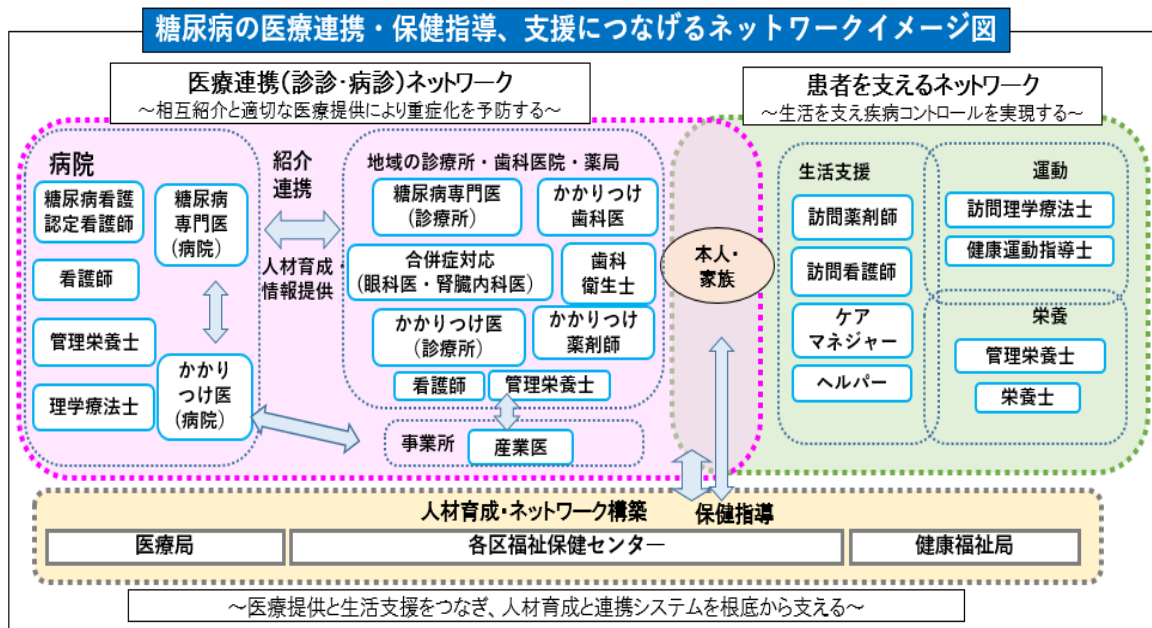 糖尿病の医療連携・保健指導、支援につなげるネットワークイメージ図
医療連携(診診･病診)ネットワーク
～相互紹介と適切な医療提供により重症化を予防する～
患者を支えるネットワーク
～生活を支え疾病コントロールを実現する～
病院
糖尿病看護
認定看護師
看護師
管理栄養士
理学療法士
糖尿病
専門医
(病院)
かかり
つけ医
(病院)
紹介
連携
人材育成・
情報提供
地域の診療所・歯科医院・薬局
糖尿病専門医
(診療所)
かかりつけ
歯科医
合併症対応
(眼科医・腎臓内科医)
歯科
衛生士
かかりつけ医
(診療所)
かかりつけ
薬剤師
看護師
管理栄養士
事業所
産業医
本人・
家族
生活支援
訪問薬剤師
訪問看護師
ケア
マネジャー
ヘルパー
運動
訪問理学療法士
健康運動指導士
栄養
管理栄養士
栄養士
人材育成・ネットワーク構築
保健指導
医療局
各区福祉保健センター
健康福祉局
～医療提供と生活支援をつなぎ、人材育成と連携システムを根底から支える～